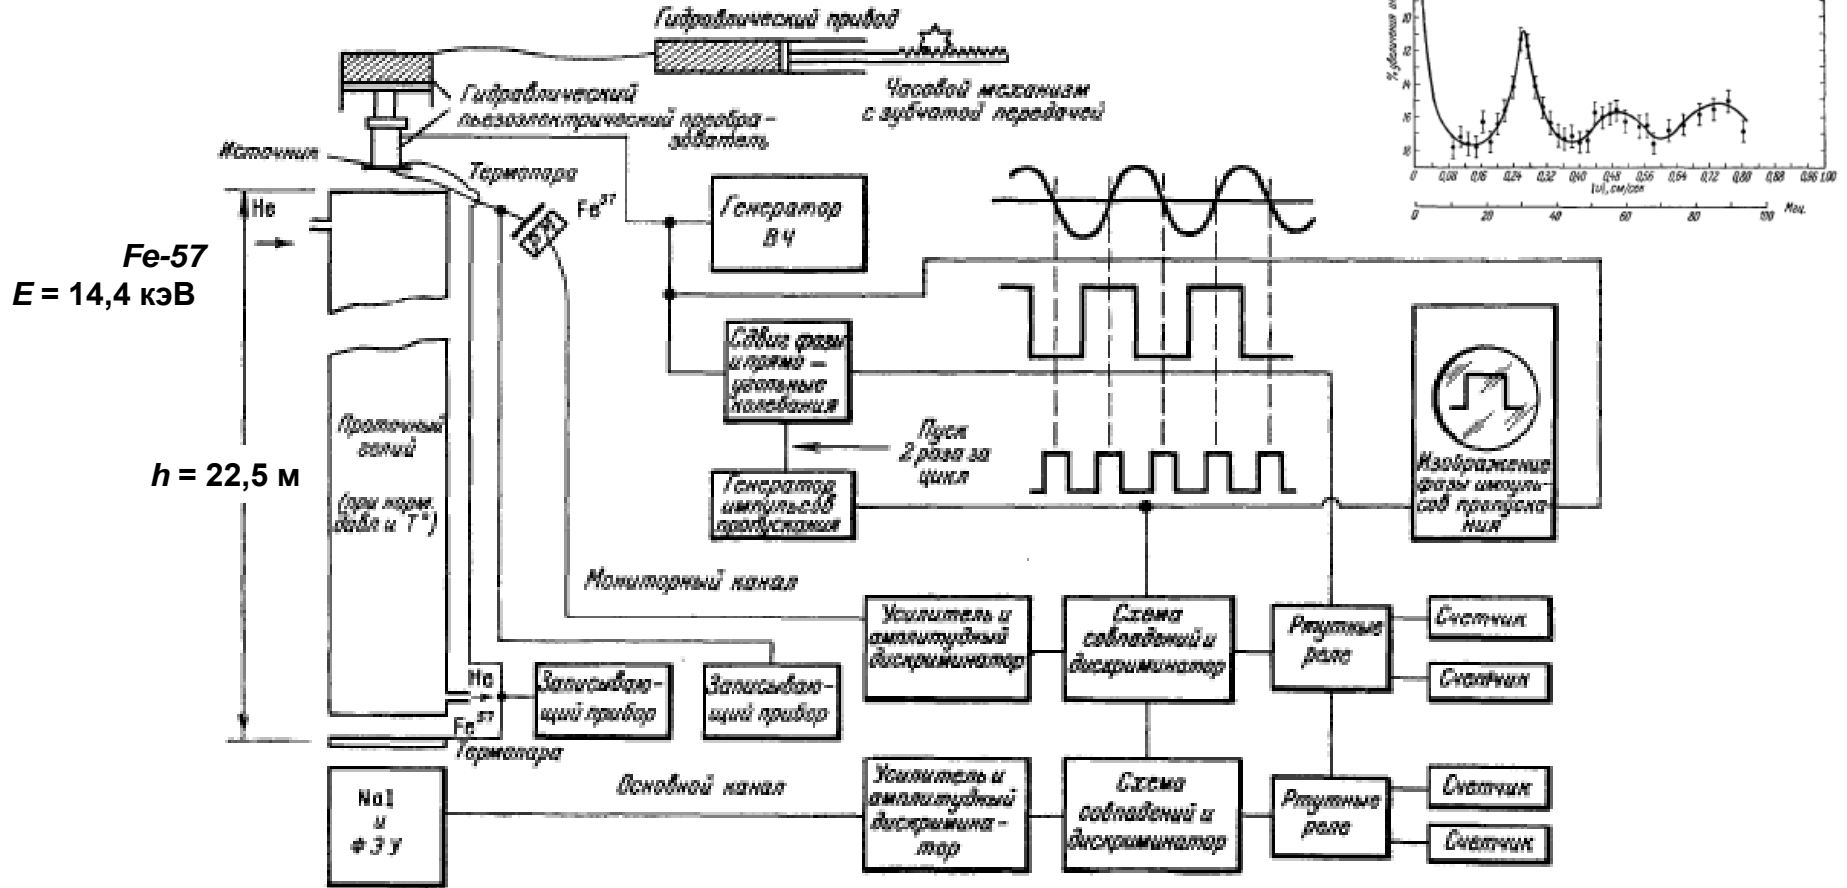 Гидравлический привод
Гидравлический
пьезоэлектрический преобра-
зователь
Часовой механизм
с зубчатой передачей
Источник
Термопара
Fe⁵⁷
He
Fe-57
E = 14,4 кэВ
Генератор
ВЧ
Сдвиг фазы
и прямо-
угольные
колебания
Пуск
2 раза за
цикл
Генератор
импульсов
пропускания
Изображение
фазы импуль-
сов пропуска-
ния
Проточный
гелий
(при норм.
давл и T°)
h = 22,5 м
Мониторный канал
Усилитель и
амплитудный
дискриминатор
Схема
совпадений и
дискриминатор
Ртутные
реле
Счетчик
Счетчик
He
Fe⁵⁷
Термопара
Записываю-
щий прибор
Записываю-
щий прибор
NaI
и
ФЭУ
Основной канал
Усилитель и
амплитудный
дискримина-
тор
Схема
совпадений и
дискриминатор
Ртутные
реле
Счетчик
Счетчик
% увеличения
10
12
14
16
18
0 0,08 0,16 0,24 0,32 0,40 0,48 0,56 0,64 0,72 0,80 0,88 0,96 1.00
|v|, см/сек
0 20 40 60 80 100
Мгц.